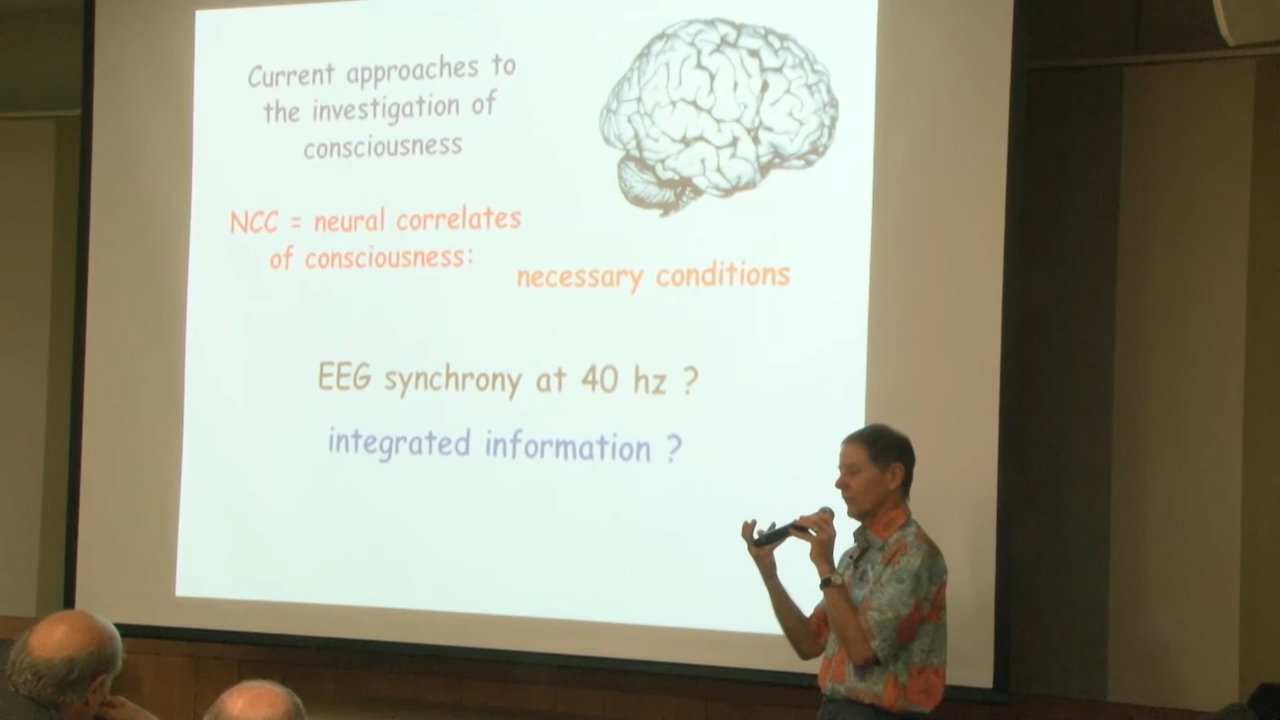 Current approaches to
the investigation of
consciousness
NCC = neural correlates
of consciousness:
necessary conditions
EEG synchrony at 40 hz ?
integrated information ?